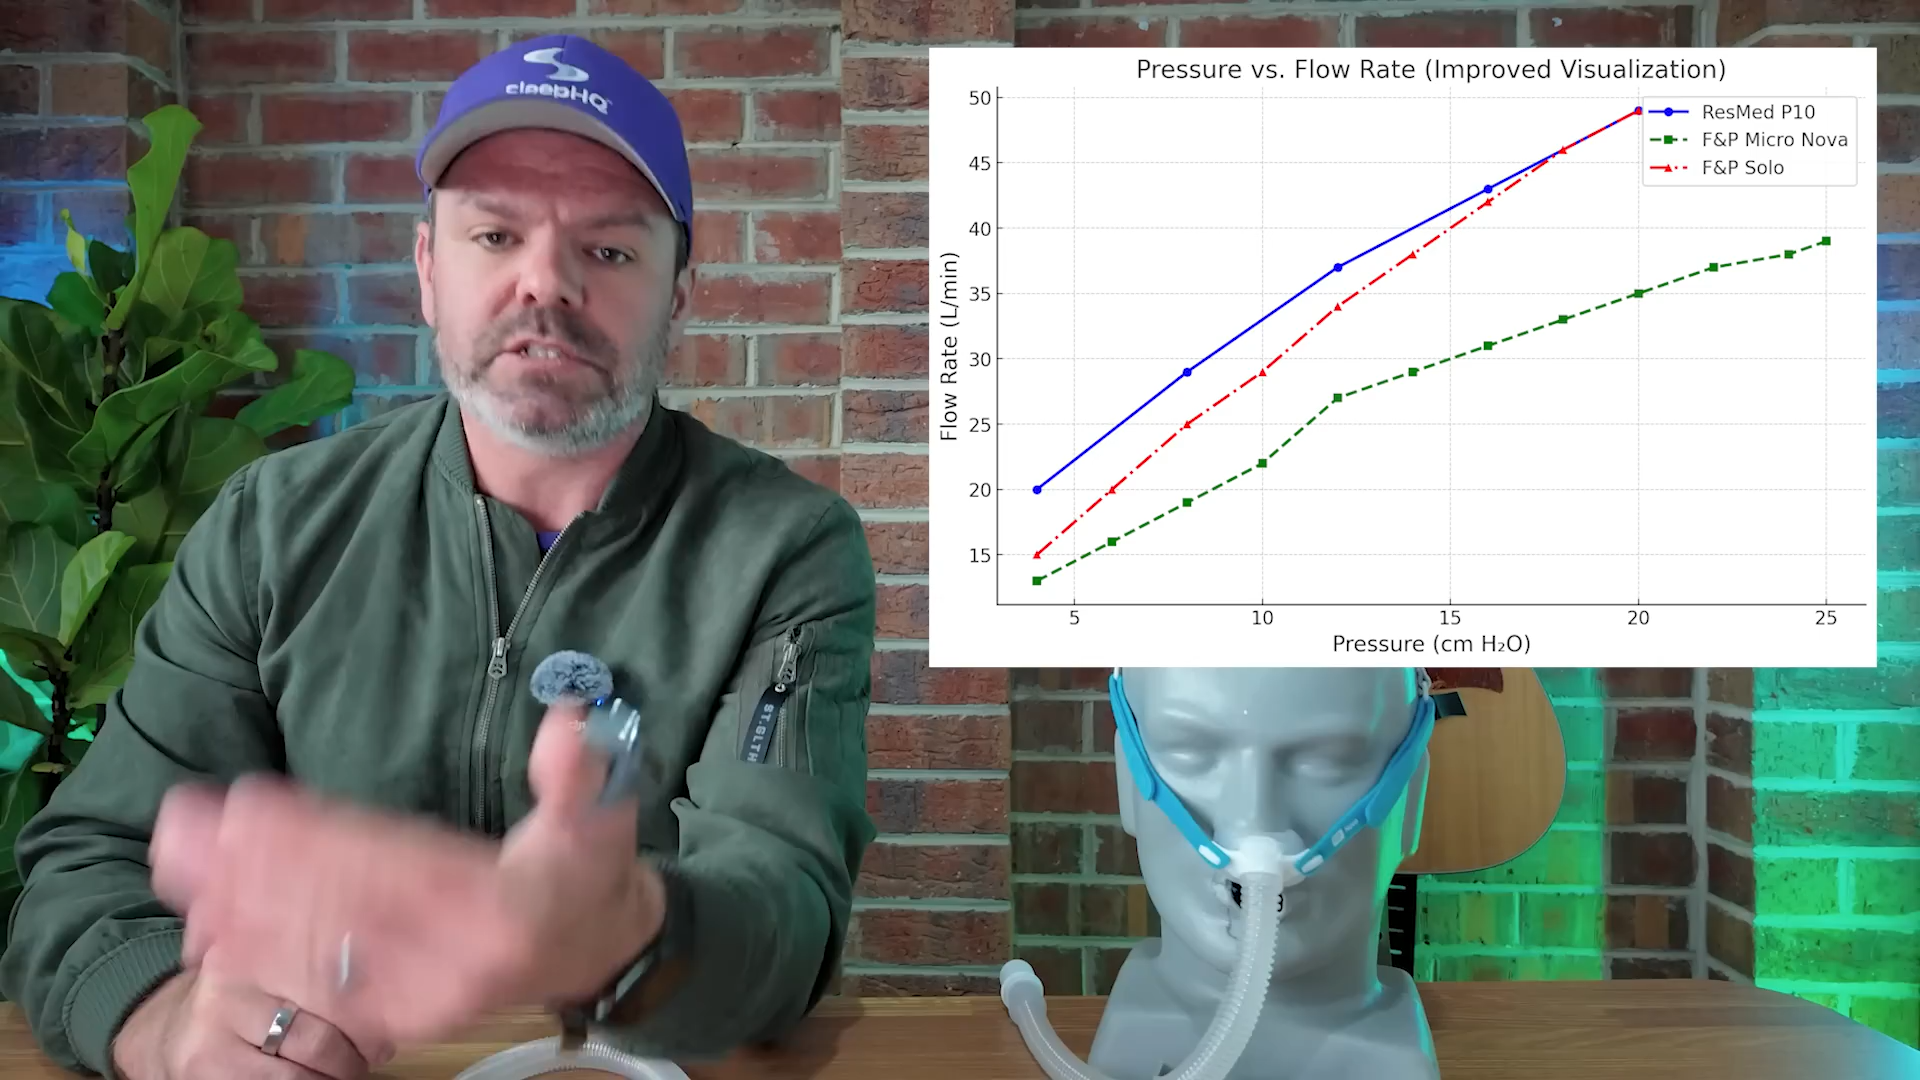 sleepHQ
Pressure vs. Flow Rate (Improved Visualization)
ResMed P10
F&P Micro Nova
F&P Solo
50
45
40
35
30
25
20
15
Flow Rate (L/min)
5 10 15 20 25
Pressure (cm H₂O)
ST.GLTH